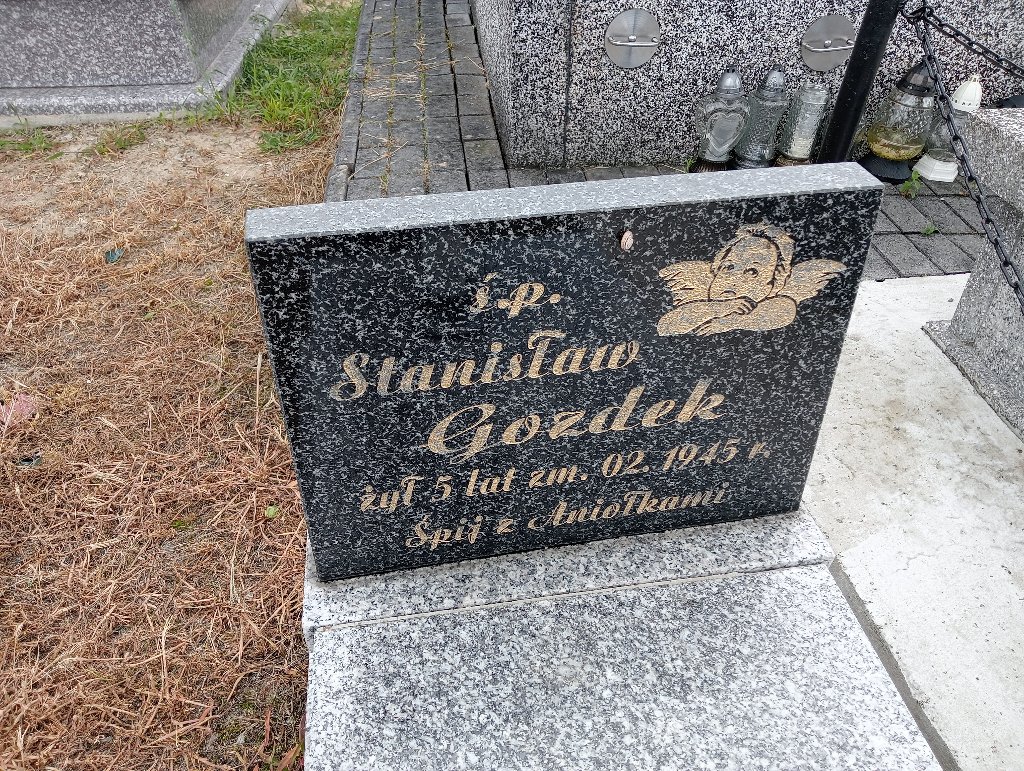 ś.p.
Stanisław
Gozdek
żył 5 lat zm. 02. 1945 r.
Śpij z Aniołkami